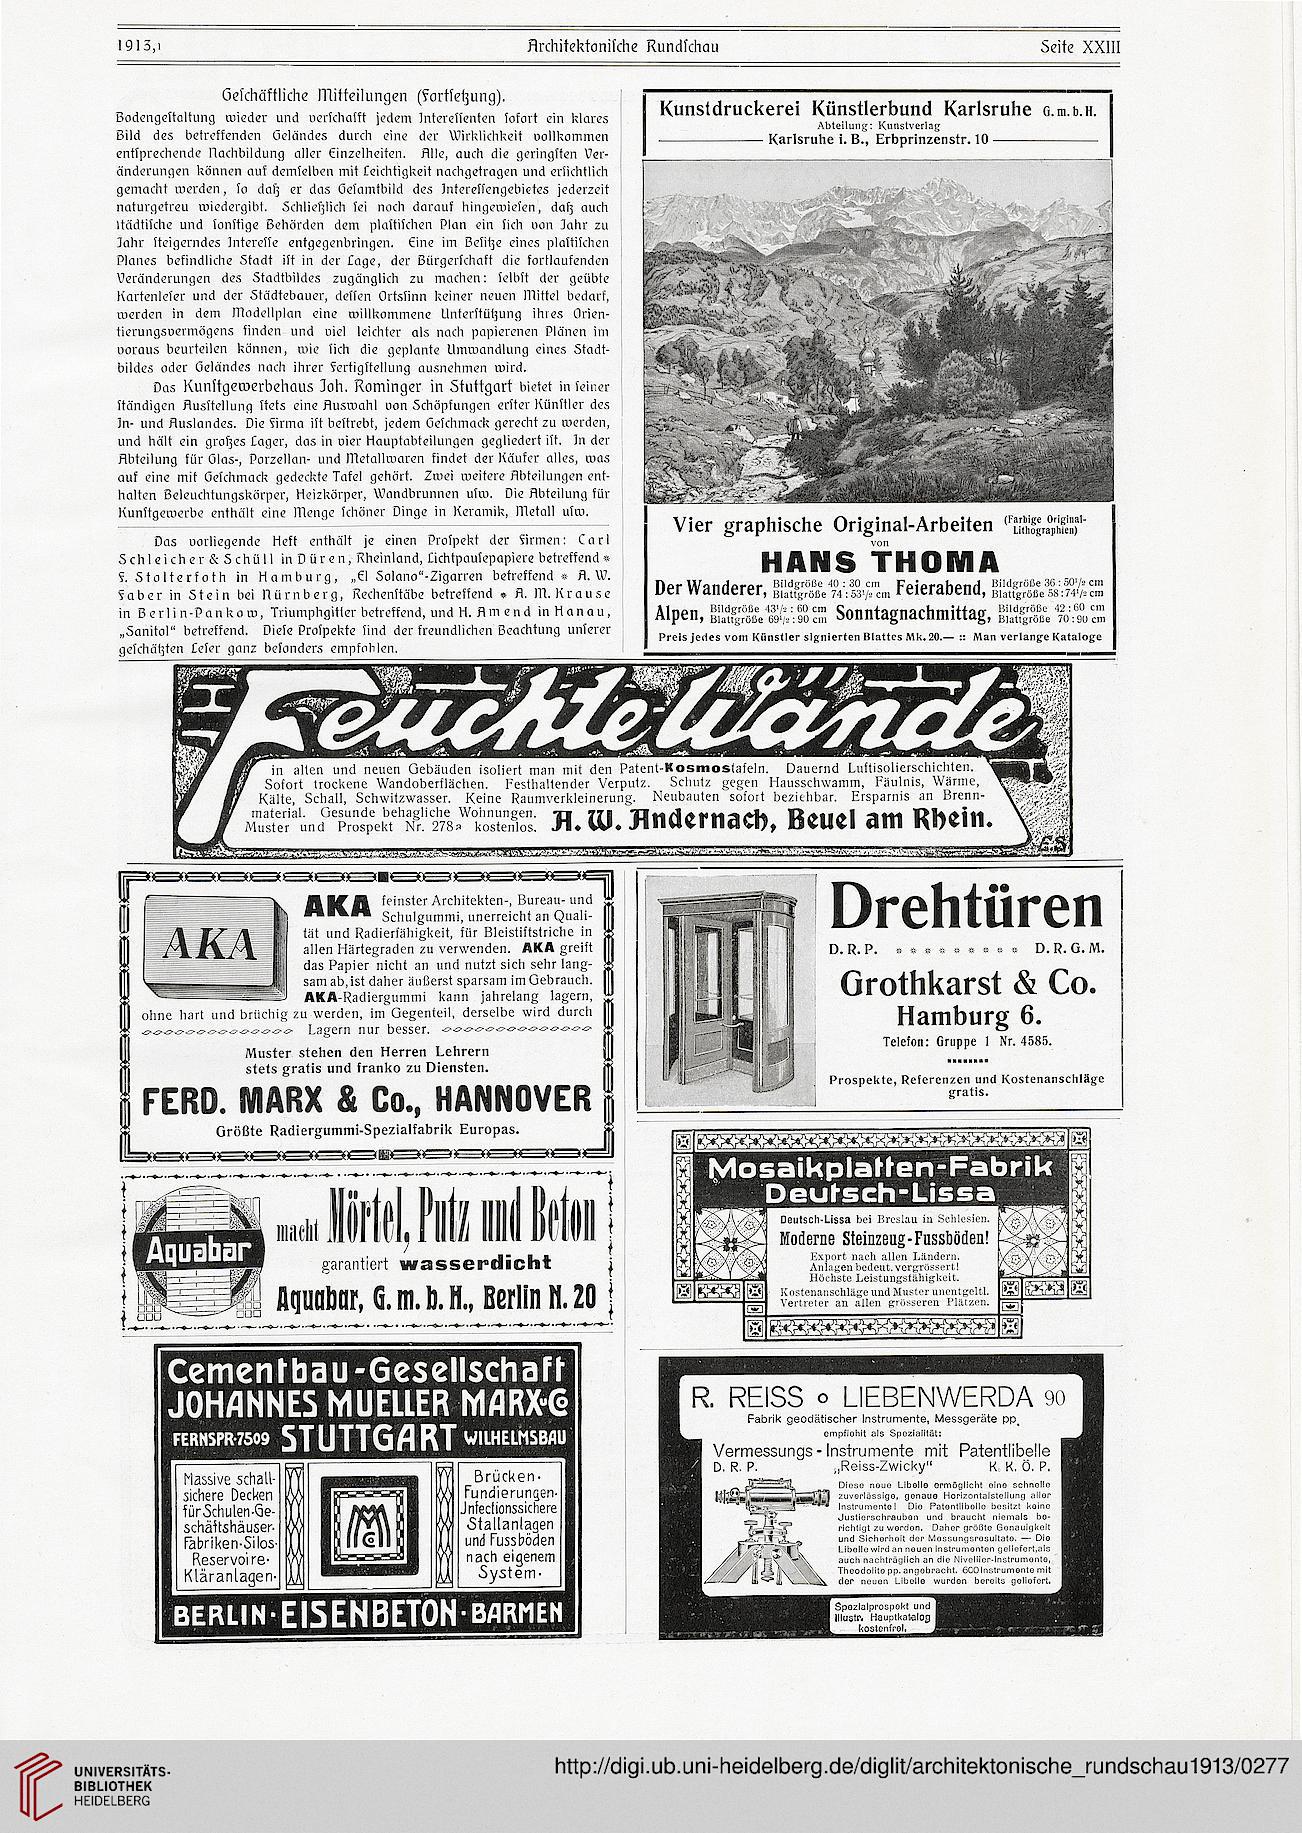 1913,1
Architektoniſche Rundſchau
Seite XXIII
Geſchäftliche Mitteilungen (Fortſetzung).
Bodengeſtaltung wieder und verſchafft jedem Intereſſenten ſofort ein klares
Bild des betreffenden Geländes durch eine der Wirklichkeit vollkommen
entſprechende Nachbildung aller Einzelheiten. Alle, auch die geringſten Ver-
änderungen können auf demſelben mit Leichtigkeit nachgetragen und erſichtlich
gemacht werden, ſo daß er das Geſamtbild des Intereſſengebietes jederzeit
naturgetreu wiedergibt. Schließlich ſei noch darauf hingewieſen, daß auch
ſtädtiſche und ſonſtige Behörden dem plaſtiſchen Plan ein ſich von Jahr zu
Jahr ſteigerndes Intereſſe entgegenbringen. Eine im Beſitze eines plaſtiſchen
Planes befindliche Stadt iſt in der Lage, der Bürgerſchaft die fortlaufenden
Veränderungen des Stadtbildes zugänglich zu machen: ſelbſt der geübte
Kartenleſer und der Städtebauer, deſſen Ortsſinn keiner neuen Mittel bedarf,
werden in dem Modellplan eine willkommene Unterſtützung ihres Orien-
tierungsvermögens finden und viel leichter als nach papierenen Plänen im
voraus beurteilen können, wie ſich die geplante Umwandlung eines Stadt-
bildes oder Geländes nach ihrer Fertigſtellung ausnehmen wird.
Das Kunſtgewerbehaus Joh. Rominger in Stuttgart bietet in ſeiner
ſtändigen Ausſtellung ſtets eine Auswahl von Schöpfungen erſter Künſtler des
In- und Auslandes. Die Firma iſt beſtrebt, jedem Geſchmack gerecht zu werden,
und hält ein großes Lager, das in vier Hauptabteilungen gegliedert iſt. In der
Abteilung für Glas-, Porzellan- und Metallwaren findet der Käufer alles, was
auf eine mit Geſchmack gedeckte Tafel gehört. Zwei weitere Abteilungen ent-
halten Beleuchtungskörper, Heizkörper, Wandbrunnen uſw. Die Abteilung für
Kunſtgewerbe enthält eine Menge ſchöner Dinge in Keramik, Metall uſw.
Das vorliegende Heft enthält je einen Proſpekt der Firmen: Carl
Schleicher & Schüll in Düren, Rheinland, Lichtpauſepapiere betreffend *
F. Stolterfoth in Hamburg, „El Solano“-Zigarren betreffend * A. W.
Faber in Stein bei Nürnberg, Rechenſtäbe betreffend * A. M. Krauſe
in Berlin-Pankow, Triumphgitter betreffend, und H. Amend in Hanau,
„Sanitol“ betreffend. Dieſe Proſpekte ſind der freundlichen Beachtung unſerer
geſchätzten Leſer ganz beſonders empfohlen.
Kunstdruckerei Künstlerbund Karlsruhe G.m.b.H.
Abteilung: Kunstverlag
Karlsruhe i. B., Erbprinzenstr. 10
Vier graphische Original-Arbeiten (Farbige Original-Lithographien)
von
HANS THOMA
Der Wanderer, Bildgröße 40 : 30 cm Blattgröße 74 : 53½ cm Feierabend, Bildgröße 36 : 50½ cm Blattgröße 58 : 74½ cm
Alpen, Bildgröße 43½ : 60 cm Blattgröße 69½ : 90 cm Sonntagnachmittag, Bildgröße 42 : 60 cm Blattgröße 70 : 90 cm
Preis jedes vom Künstler signierten Blattes Mk. 20.— :: Man verlange Kataloge
Feuchte Wände
in alten und neuen Gebäuden isoliert man mit den Patent-Kosmostafeln. Dauernd Luftisolierschichten.
Sofort trockene Wandoberflächen. Festhaltender Verputz. Schutz gegen Hausschwamm, Fäulnis, Wärme,
Kälte, Schall, Schwitzwasser. Keine Raumverkleinerung. Neubauten sofort beziehbar. Ersparnis an Brenn-
material. Gesunde behagliche Wohnungen.
Muster und Prospekt Nr. 278a kostenlos.
A. W. Andernach, Beuel am Rhein.
AKA
AKA feinster Architekten-, Bureau- und
Schulgummi, unerreicht an Quali-
tät und Radierfähigkeit, für Bleistiftstriche in
allen Härtegraden zu verwenden. AKA greift
das Papier nicht an und nutzt sich sehr lang-
sam ab, ist daher äußerst sparsam im Gebrauch.
AKA-Radiergummi kann jahrelang lagern,
ohne hart und brüchig zu werden, im Gegenteil, derselbe wird durch
Lagern nur besser.
Muster stehen den Herren Lehrern
stets gratis und franko zu Diensten.
FERD. MARX & Co., HANNOVER
Größte Radiergummi-Spezialfabrik Europas.
Drehtüren
D. R. P. D. R. G. M.
Grothkarst & Co.
Hamburg 6.
Telefon: Gruppe 1 Nr. 4585.
Prospekte, Referenzen und Kostenanschläge
gratis.
Aquabar
macht Mörtel, Putz und Beton
garantiert wasserdicht
Aquabar, G. m. b. H., Berlin N. 20
Mosaikplatten-Fabrik
Deutsch-Lissa
Deutsch-Lissa bei Breslau in Schlesien.
Moderne Steinzeug-Fussböden!
Export nach allen Ländern.
Anlagen bedeut. vergrössert!
Höchste Leistungsfähigkeit.
Kostenanschläge und Muster unentgeltl.
Vertreter an allen grösseren Plätzen.
Cementbau-Gesellschaft
JOHANNES MUELLER MARX & Co
FERNSPR·7509 STUTTGART WILHELMSBAU
Massive schall-
sichere Decken
für Schulen·Ge-
schäftshäuser·
Fabriken·Silos·
Reservoire·
Kläranlagen·
Brücken·
Fundierungen·
Jnfectionssichere
Stallanlagen
und Fussböden
nach eigenem
System·
BERLIN·EISENBETON·BARMEN
R. REISS o LIEBENWERDA 90
Fabrik geodätischer Instrumente, Messgeräte pp.
empfiehlt als Spezialität:
Vermessungs-Instrumente mit Patentlibelle
D. R. P. „Reiss-Zwicky“ K. K. Ö. P.
Diese neue Libelle ermöglicht eine schnelle
zuverlässige, genaue Horizontalstellung aller
Instrumente! Die Patentlibelle besitzt keine
Justierschrauben und braucht niemals be-
richtigt zu werden. Daher größte Genauigkeit
und Sicherheit der Messungsresultate. — Die
Libelle wird an neuen Instrumenten geliefert, als
auch nachträglich an die Nivellier-Instrumente,
Theodolite pp. angebracht. 600 Instrumente mit
der neuen Libelle wurden bereits geliefert.
Spezialprospekt und
illustr. Hauptkatalog
kostenfrei.
UNIVERSITÄTS-
BIBLIOTHEK
HEIDELBERG
http://digi.ub.uni-heidelberg.de/diglit/architektonische_rundschau1913/0277